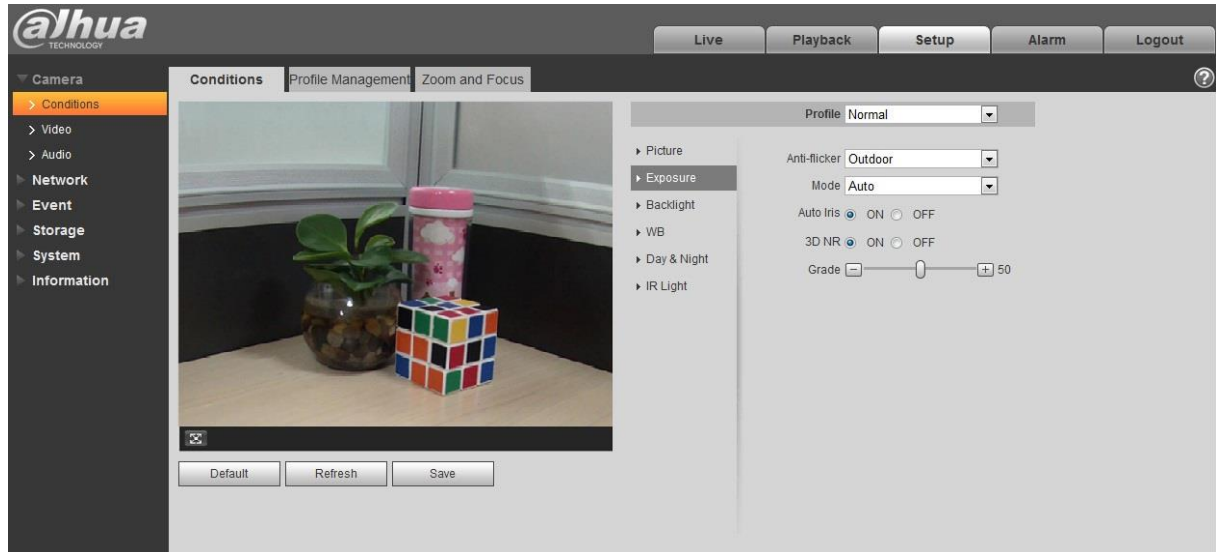 alhua
TECHNOLOGY
Live Playback Setup Alarm Logout
Camera
Conditions
Video
Audio
Network
Event
Storage
System
Information
Conditions Profile Management Zoom and Focus ?
Profile Normal
Picture
Exposure
Backlight
WB
Day & Night
IR Light
Anti-flicker Outdoor
Mode Auto
Auto Iris ON OFF
3D NR ON OFF
Grade 50
Default Refresh Save